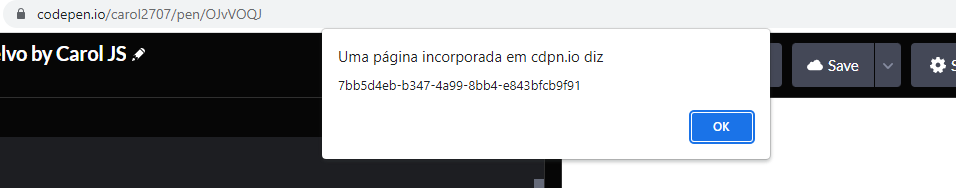 codepen.io/carol2707/pen/OJvVOQJ
elvo by Carol JS
Uma página incorporada em cdpn.io diz
7bb5d4eb-b347-4a99-8bb4-e843bfcb9f91
OK
Save